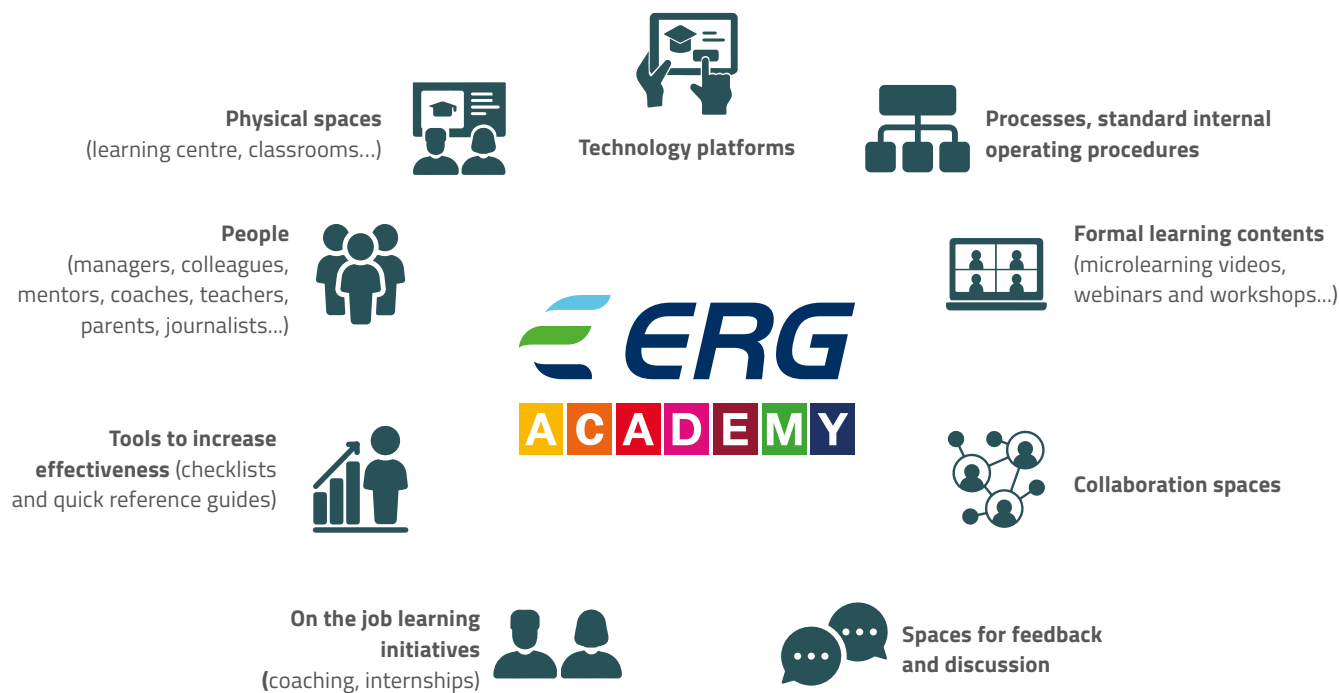 Technology platforms
Physical spaces
(learning centre, classrooms...)
Processes, standard internal
operating procedures
People
(managers, colleagues,
mentors, coaches, teachers,
parents, journalists...)
Formal learning contents
(microlearning videos,
webinars and workshops...)
ERG
ACADEMY
Tools to increase
effectiveness (checklists
and quick reference guides)
Collaboration spaces
On the job learning
initiatives
(coaching, internships)
Spaces for feedback
and discussion